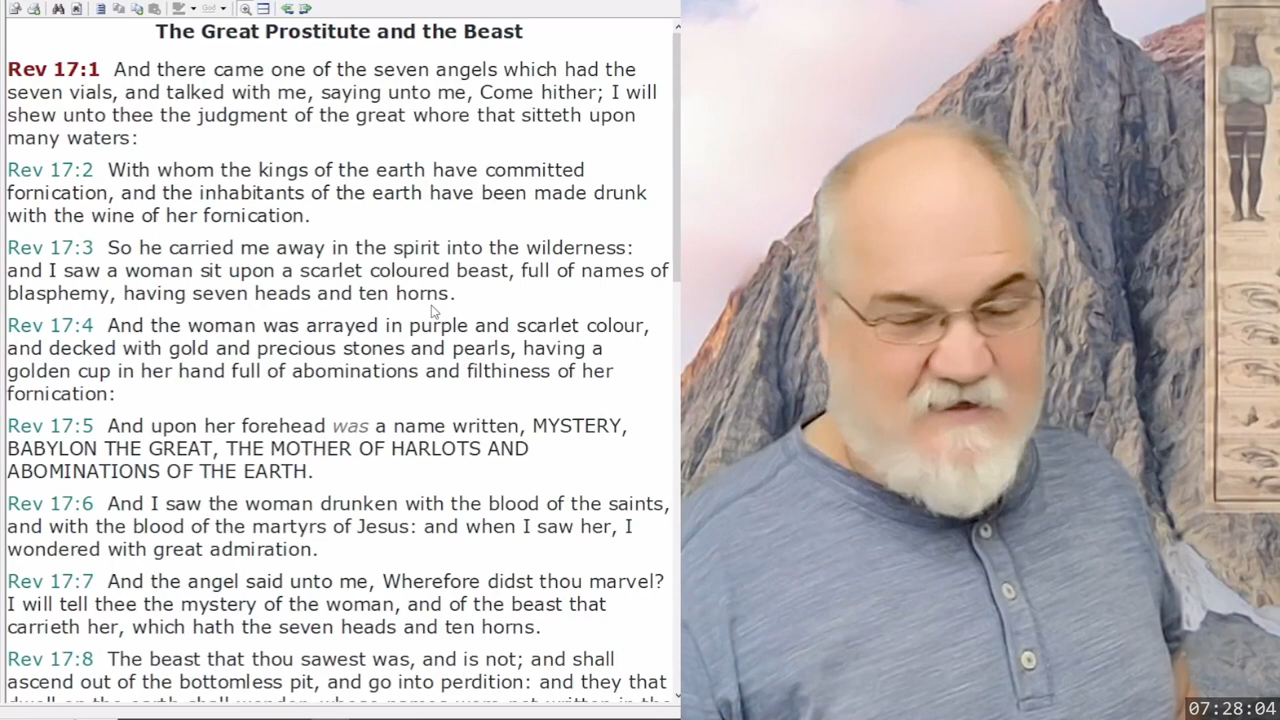 The Great Prostitute and the Beast
Rev 17:1 And there came one of the seven angels which had the
seven vials, and talked with me, saying unto me, Come hither; I will
shew unto thee the judgment of the great whore that sitteth upon
many waters:
Rev 17:2 With whom the kings of the earth have committed
fornication, and the inhabitants of the earth have been made drunk
with the wine of her fornication.
Rev 17:3 So he carried me away in the spirit into the wilderness:
and I saw a woman sit upon a scarlet coloured beast, full of names of
blasphemy, having seven heads and ten horns.
Rev 17:4 And the woman was arrayed in purple and scarlet colour,
and decked with gold and precious stones and pearls, having a
golden cup in her hand full of abominations and filthiness of her
fornication:
Rev 17:5 And upon her forehead was a name written, MYSTERY,
BABYLON THE GREAT, THE MOTHER OF HARLOTS AND
ABOMINATIONS OF THE EARTH.
Rev 17:6 And I saw the woman drunken with the blood of the saints,
and with the blood of the martyrs of Jesus: and when I saw her, I
wondered with great admiration.
Rev 17:7 And the angel said unto me, Wherefore didst thou marvel?
I will tell thee the mystery of the woman, and of the beast that
carrieth her, which hath the seven heads and ten horns.
Rev 17:8 The beast that thou sawest was, and is not; and shall
ascend out of the bottomless pit, and go into perdition: and they that
07:28:04